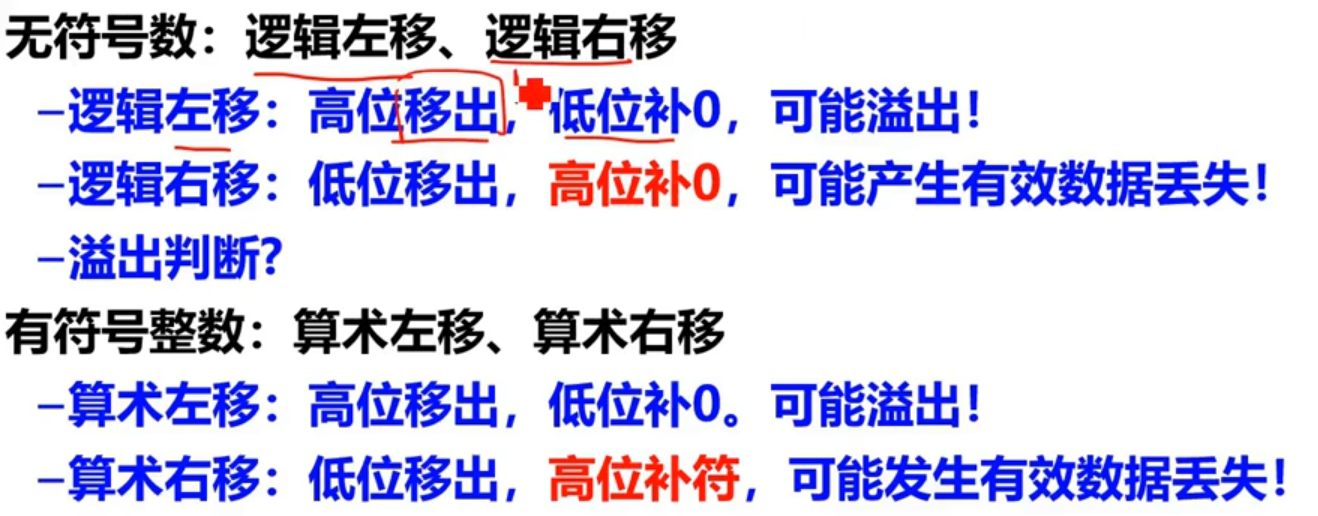 无符号数：逻辑左移、逻辑右移
–逻辑左移：高位移出，低位补0，可能溢出！
–逻辑右移：低位移出，高位补0，可能产生有效数据丢失！
–溢出判断?
有符号整数：算术左移、算术右移
–算术左移：高位移出，低位补0。可能溢出！
–算术右移：低位移出，高位补符，可能发生有效数据丢失！